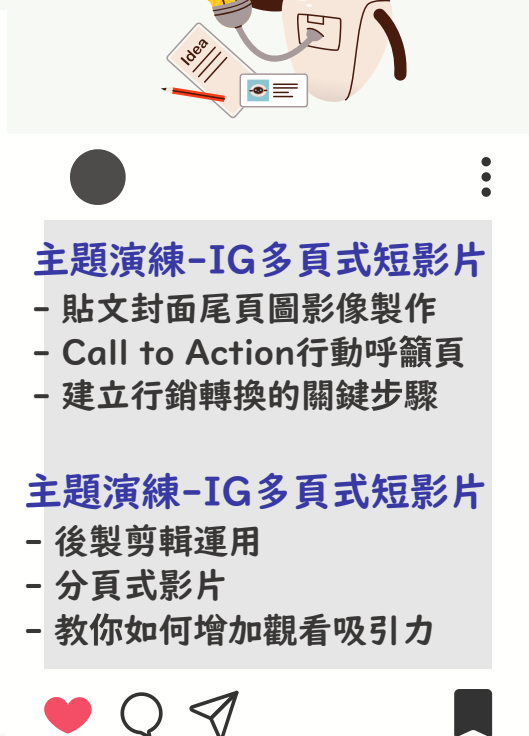 Idea
主題演練-IG多頁式短影片
- 貼文封面尾頁圖影像製作
- Call to Action行動呼籲頁
- 建立行銷轉換的關鍵步驟
主題演練-IG多頁式短影片
- 後製剪輯運用
- 分頁式影片
- 教你如何增加觀看吸引力